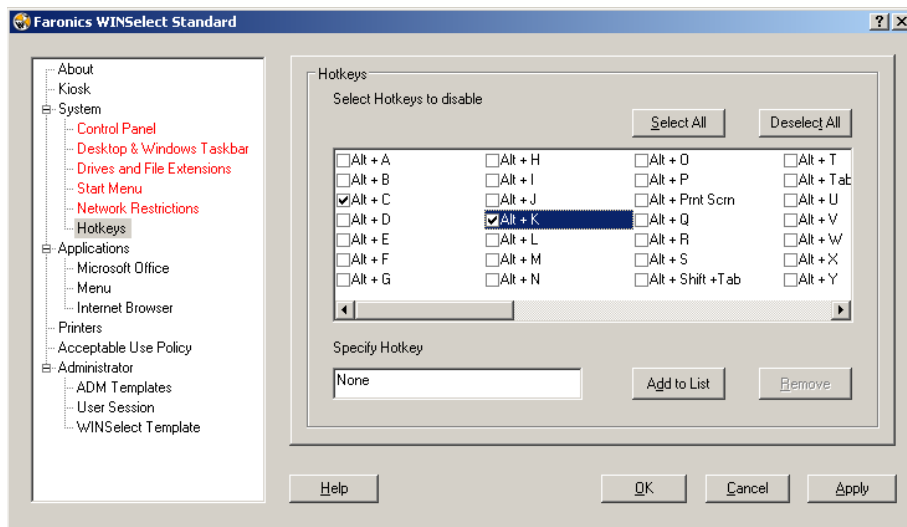 Faronics WINSelect Standard
About
Kiosk
System
Control Panel
Desktop & Windows Taskbar
Drives and File Extensions
Start Menu
Network Restrictions
Hotkeys
Applications
Microsoft Office
Menu
Internet Browser
Printers
Acceptable Use Policy
Administrator
ADM Templates
User Session
WINSelect Template
Hotkeys
Select Hotkeys to disable
Select All Deselect All
Alt + A Alt + H Alt + O Alt + T
Alt + B Alt + I Alt + P Alt + Tab
Alt + C Alt + J Alt + Prnt Scrn Alt + U
Alt + D Alt + K Alt + Q Alt + V
Alt + E Alt + L Alt + R Alt + W
Alt + F Alt + M Alt + S Alt + X
Alt + G Alt + N Alt + Shift +Tab Alt + Y
Specify Hotkey
None Add to List Remove
Help OK Cancel Apply